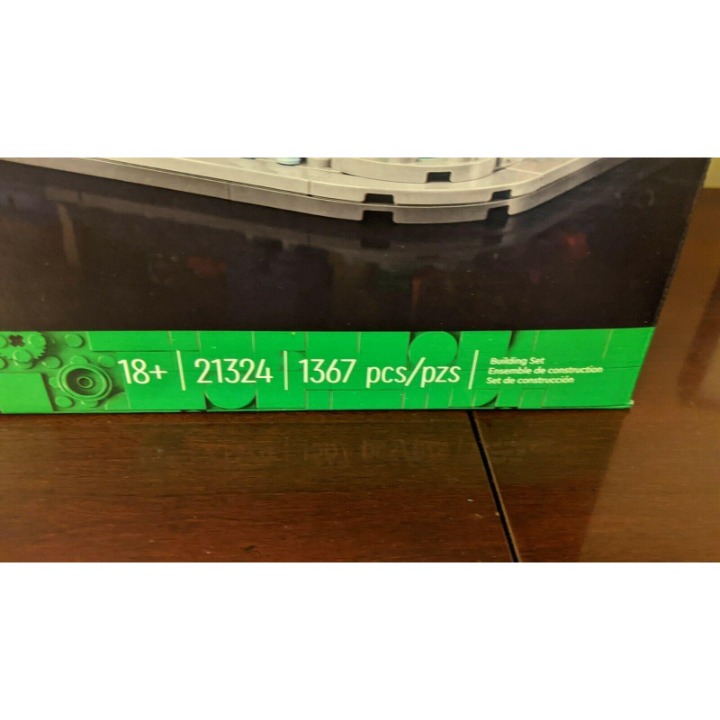 18+ | 21324 | 1367 pcs/pzs |
Building Set
Ensemble de construction
Set de construcción